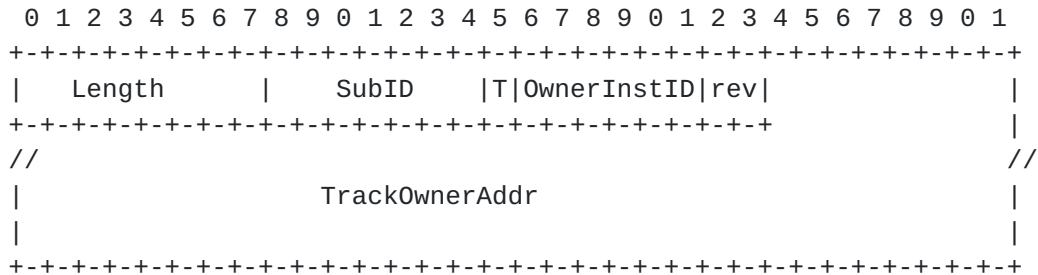 0 1 2 3 4 5 6 7 8 9 0 1 2 3 4 5 6 7 8 9 0 1 2 3 4 5 6 7 8 9 0 1
+-+-+-+-+-+-+-+-+-+-+-+-+-+-+-+-+-+-+-+-+-+-+-+-+-+-+-+-+-+-+-+-+
|   Length      |    SubID    |T|OwnerInstID|rev|               |
+-+-+-+-+-+-+-+-+-+-+-+-+-+-+-+-+-+-+-+-+-+-+-+-+               |
//                                                              //
|                   TrackOwnerAddr                              |
|                                                               |
+-+-+-+-+-+-+-+-+-+-+-+-+-+-+-+-+-+-+-+-+-+-+-+-+-+-+-+-+-+-+-+-+